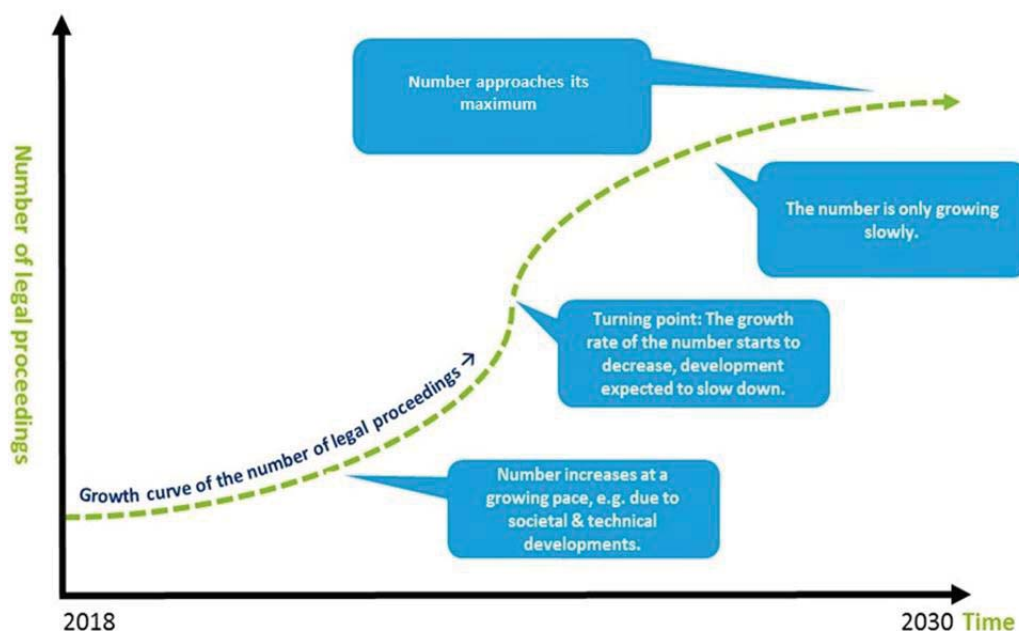 Number approaches its
maximum
The number is only growing
slowly.
Number of legal proceedings
Turning point: The growth
rate of the number starts to
decrease, development
expected to slow down.
Growth curve of the number of legal proceedings →
Number increases at a
growing pace, e.g. due to
societal & technical
developments.
2018
2030 Time